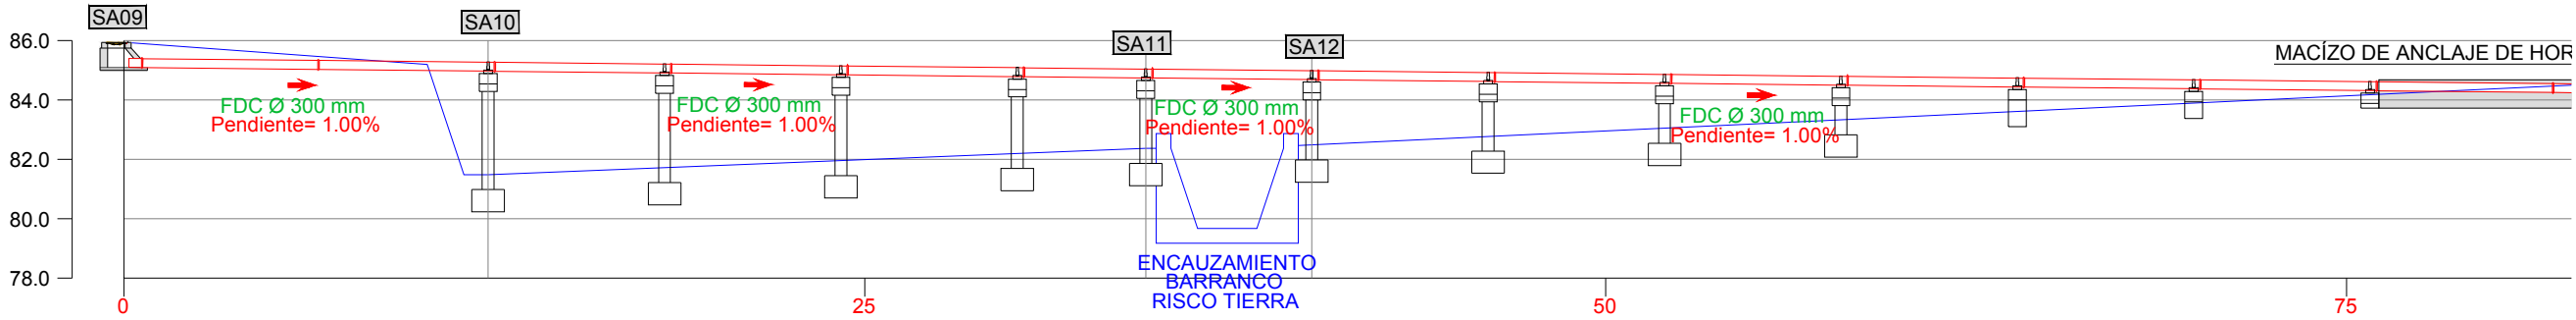 SA09
SA10
SA11
SA12
MACÍZO DE ANCLAJE DE HOR
86.0
84.0
82.0
80.0
78.0
FDC Ø 300 mm
Pendiente= 1.00%
FDC Ø 300 mm
Pendiente= 1.00%
FDC Ø 300 mm
Pendiente= 1.00%
FDC Ø 300 mm
Pendiente= 1.00%
ENCAUZAMIENTO
BARRANCO
RISCO TIERRA
0
25
50
75